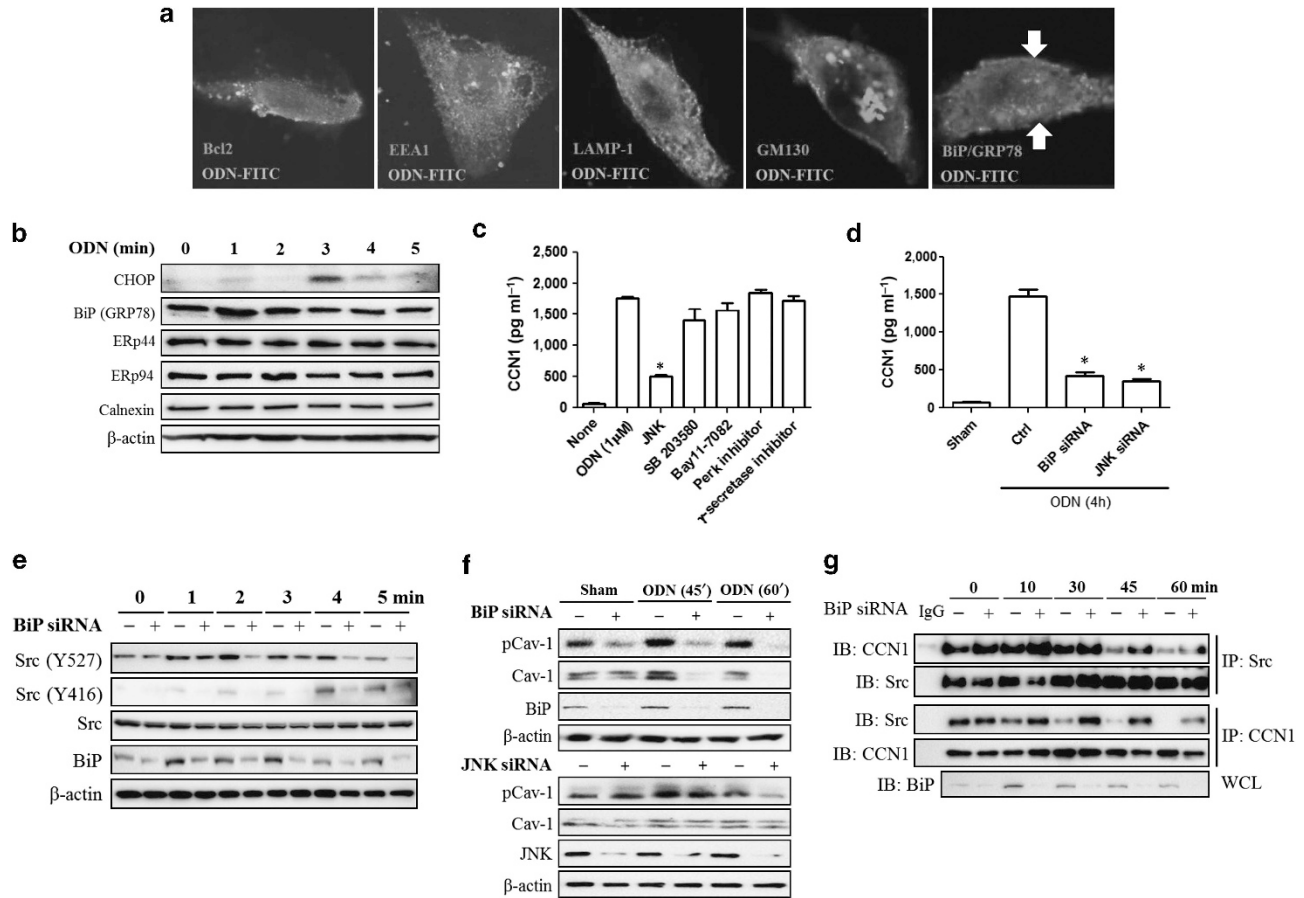 a
Bcl2
ODN-FITC
EEA1
ODN-FITC
LAMP-1
ODN-FITC
GM130
ODN-FITC
BiP/GRP78
ODN-FITC
b
ODN (min) 0 1 2 3 4 5
CHOP
BiP (GRP78)
ERp44
ERp94
Calnexin
β-actin
c
CCN1 (pg ml⁻¹)
2,500
2,000
1,500
1,000
500
0
*
None
ODN (1μM)
JNK
SB 203580
Bay11-7082
Perk inhibitor
γ-secretase inhibitor
d
CCN1 (pg ml⁻¹)
2,000
1,500
1,000
500
0
* *
Sham
Ctrl
BiP siRNA
JNK siRNA
ODN (4h)
e
0 1 2 3 4 5 min
BiP siRNA – + – + – + – + – + – +
Src (Y527)
Src (Y416)
Src
BiP
β-actin
f
Sham ODN (45′) ODN (60′)
BiP siRNA – + – + – +
pCav-1
Cav-1
BiP
β-actin
JNK siRNA – + – + – +
pCav-1
Cav-1
JNK
β-actin
g
0 10 30 45 60 min
BiP siRNA IgG – + – + – + – + – +
IB: CCN1
IB: Src
IP: Src
IB: Src
IB: CCN1
IP: CCN1
IB: BiP
WCL